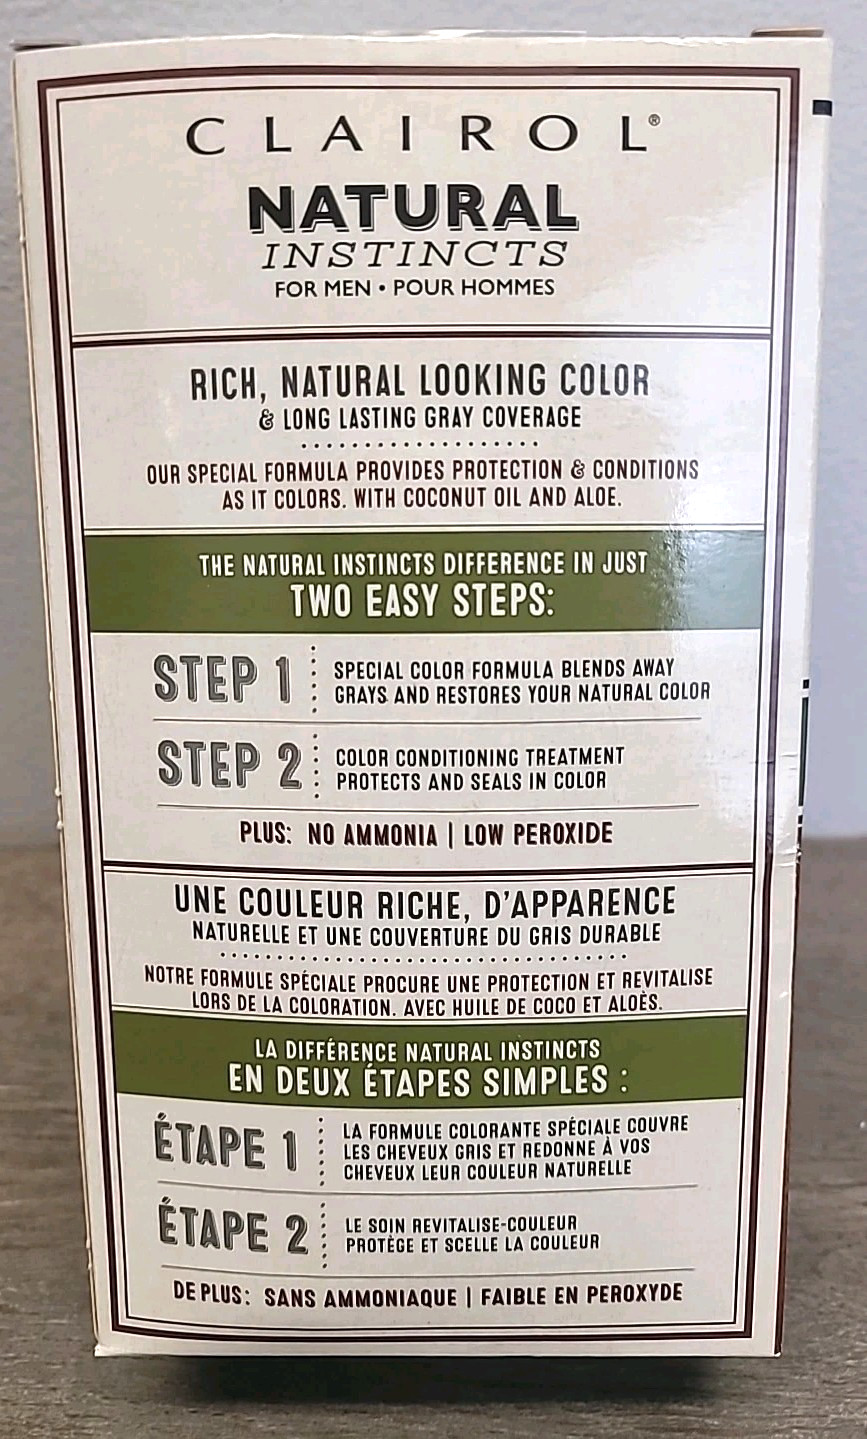 CLAIROL®
NATURAL
INSTINCTS
FOR MEN • POUR HOMMES
RICH, NATURAL LOOKING COLOR
& LONG LASTING GRAY COVERAGE
OUR SPECIAL FORMULA PROVIDES PROTECTION & CONDITIONS
AS IT COLORS. WITH COCONUT OIL AND ALOE.
THE NATURAL INSTINCTS DIFFERENCE IN JUST
TWO EASY STEPS:
STEP 1
SPECIAL COLOR FORMULA BLENDS AWAY
GRAYS AND RESTORES YOUR NATURAL COLOR
STEP 2
COLOR CONDITIONING TREATMENT
PROTECTS AND SEALS IN COLOR
PLUS: NO AMMONIA | LOW PEROXIDE
UNE COULEUR RICHE, D'APPARENCE
NATURELLE ET UNE COUVERTURE DU GRIS DURABLE
NOTRE FORMULE SPÉCIALE PROCURE UNE PROTECTION ET REVITALISE
LORS DE LA COLORATION. AVEC HUILE DE COCO ET ALOÈS.
LA DIFFÉRENCE NATURAL INSTINCTS
EN DEUX ÉTAPES SIMPLES :
ÉTAPE 1
LA FORMULE COLORANTE SPÉCIALE COUVRE
LES CHEVEUX GRIS ET REDONNE À VOS
CHEVEUX LEUR COULEUR NATURELLE
ÉTAPE 2
LE SOIN REVITALISE-COULEUR
PROTÈGE ET SCELLE LA COULEUR
DE PLUS: SANS AMMONIAQUE | FAIBLE EN PEROXYDE